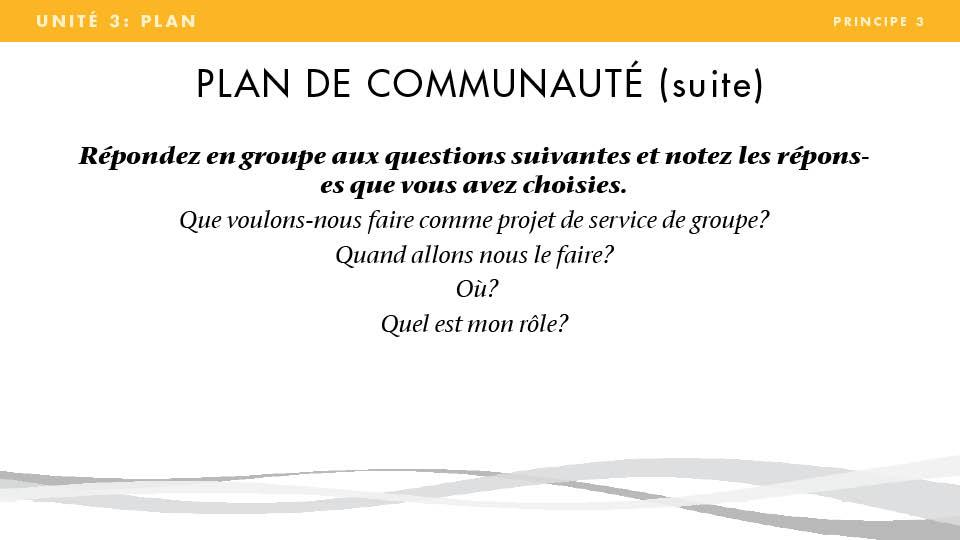 UNITÉ 3: PLAN
PRINCIPE 3
PLAN DE COMMUNAUTÉ (suite)
Répondez en groupe aux questions suivantes et notez les répons-
es que vous avez choisies.
Que voulons-nous faire comme projet de service de groupe?
Quand allons nous le faire?
Où?
Quel est mon rôle?